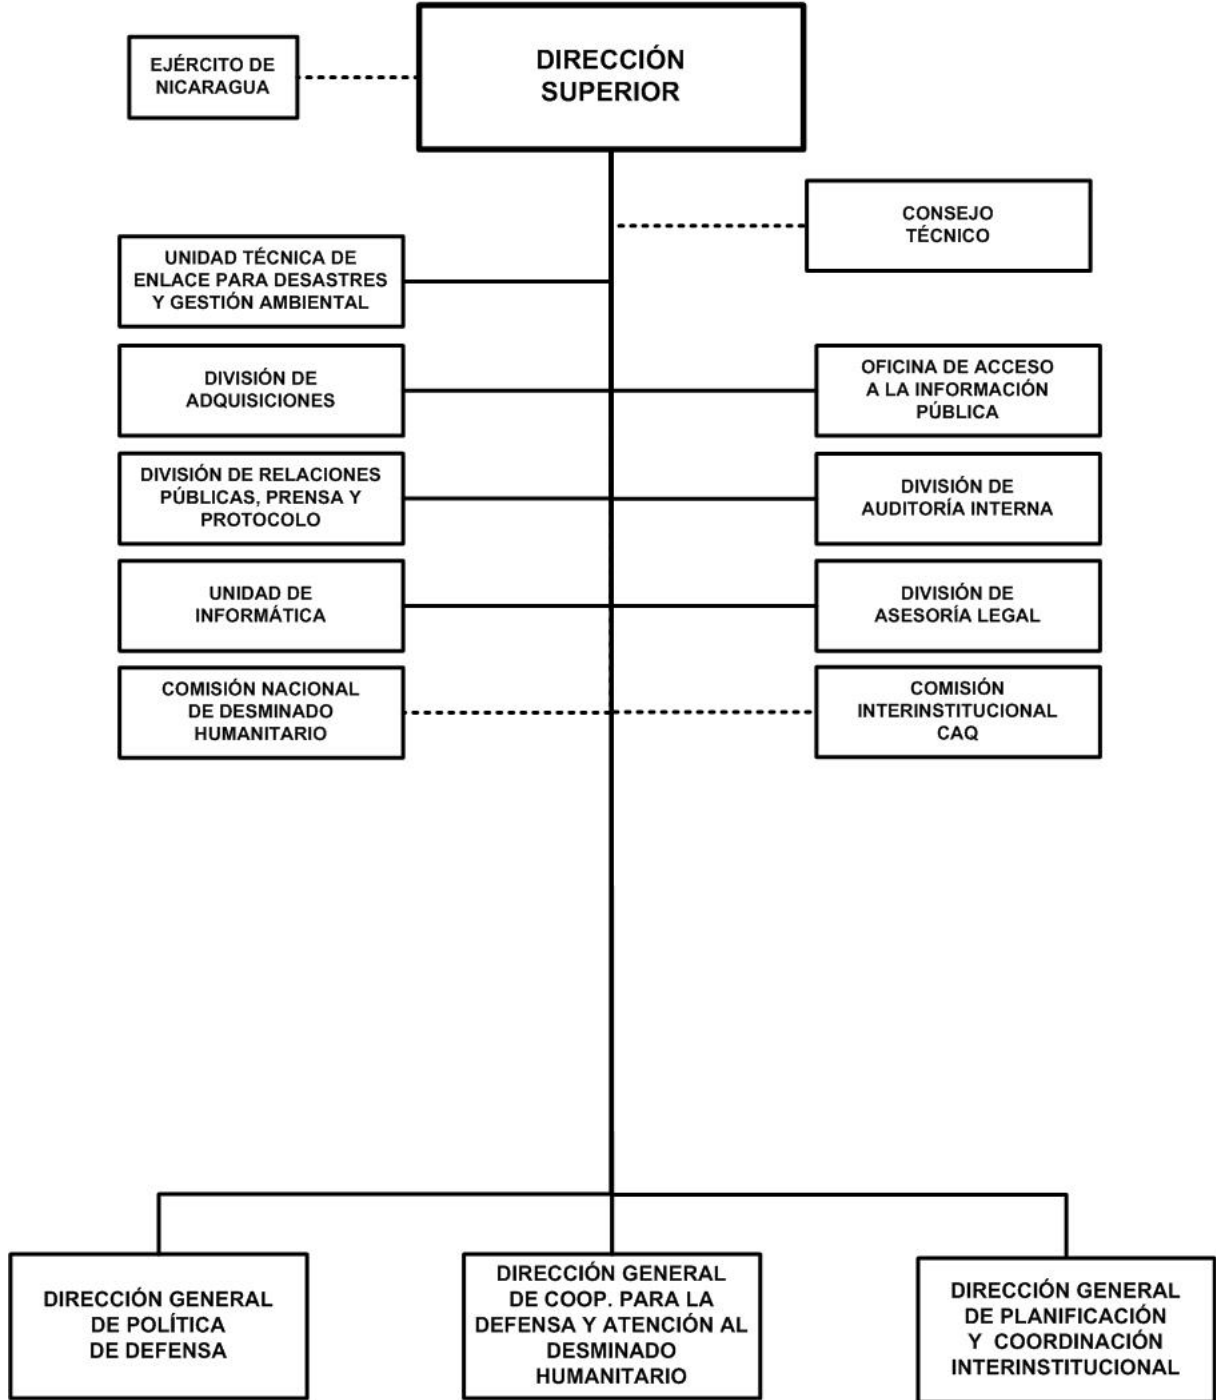 DIRECCIÓN
SUPERIOR
EJÉRCITO DE
NICARAGUA
CONSEJO
TÉCNICO
UNIDAD TÉCNICA DE
ENLACE PARA DESASTRES
Y GESTIÓN AMBIENTAL
DIVISIÓN DE
ADQUISICIONES
OFICINA DE ACCESO
A LA INFORMACIÓN
PÚBLICA
DIVISIÓN DE RELACIONES
PÚBLICAS, PRENSA Y
PROTOCOLO
DIVISIÓN DE
AUDITORÍA INTERNA
UNIDAD DE
INFORMÁTICA
DIVISIÓN DE
ASESORÍA LEGAL
COMISIÓN NACIONAL
DE DESMINADO
HUMANITARIO
COMISIÓN
INTERINSTITUCIONAL
CAQ
DIRECCIÓN GENERAL
DE POLÍTICA
DE DEFENSA
DIRECCIÓN GENERAL
DE COOP. PARA LA
DEFENSA Y ATENCIÓN AL
DESMINADO
HUMANITARIO
DIRECCIÓN GENERAL
DE PLANIFICACIÓN
Y COORDINACIÓN
INTERINSTITUCIONAL